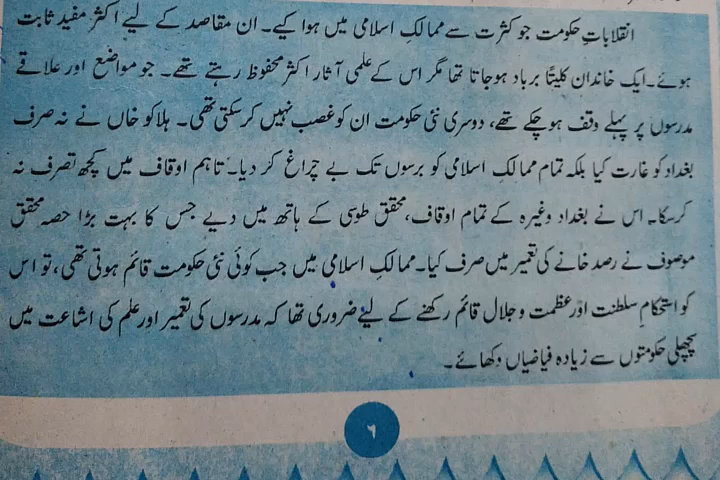 انقلاباتِ حکومت جو کثرت سے ممالکِ اسلامی میں ہوا کیے۔ ان مقاصد کے لیے اکثر مفید ثابت
ہوئے۔ ایک خاندان کلیتًا برباد ہوجاتا تھا مگر اس کے علمی آثار اکثر محفوظ رہتے تھے۔ جو مواضع اور علاقے
مدرسوں پر پہلے وقف ہوچکے تھے، دوسری نئی حکومت ان کو غصب نہیں کرسکتی تھی۔ ہلاکو خاں نے نہ صرف
بغداد کو غارت کیا بلکہ تمام ممالکِ اسلامی کو برسوں تک بے چراغ کر دیا۔ تاہم اوقاف میں کچھ تصرف نہ
کرسکا۔ اس نے بغداد وغیرہ کے تمام اوقاف، محقق طوسی کے ہاتھ میں دیے جس کا بہت بڑا حصہ محقق
موصوف نے رصد خانے کی تعمیر میں صرف کیا۔ ممالکِ اسلامی میں جب کوئی نئی حکومت قائم ہوتی تھی، تو اس
کو استحکامِ سلطنت اور عظمت و جلال قائم رکھنے کے لیے ضروری تھا کہ مدرسوں کی تعمیر اور علم کی اشاعت میں
پچھلی حکومتوں سے زیادہ فیاضیاں دکھائے۔
۶